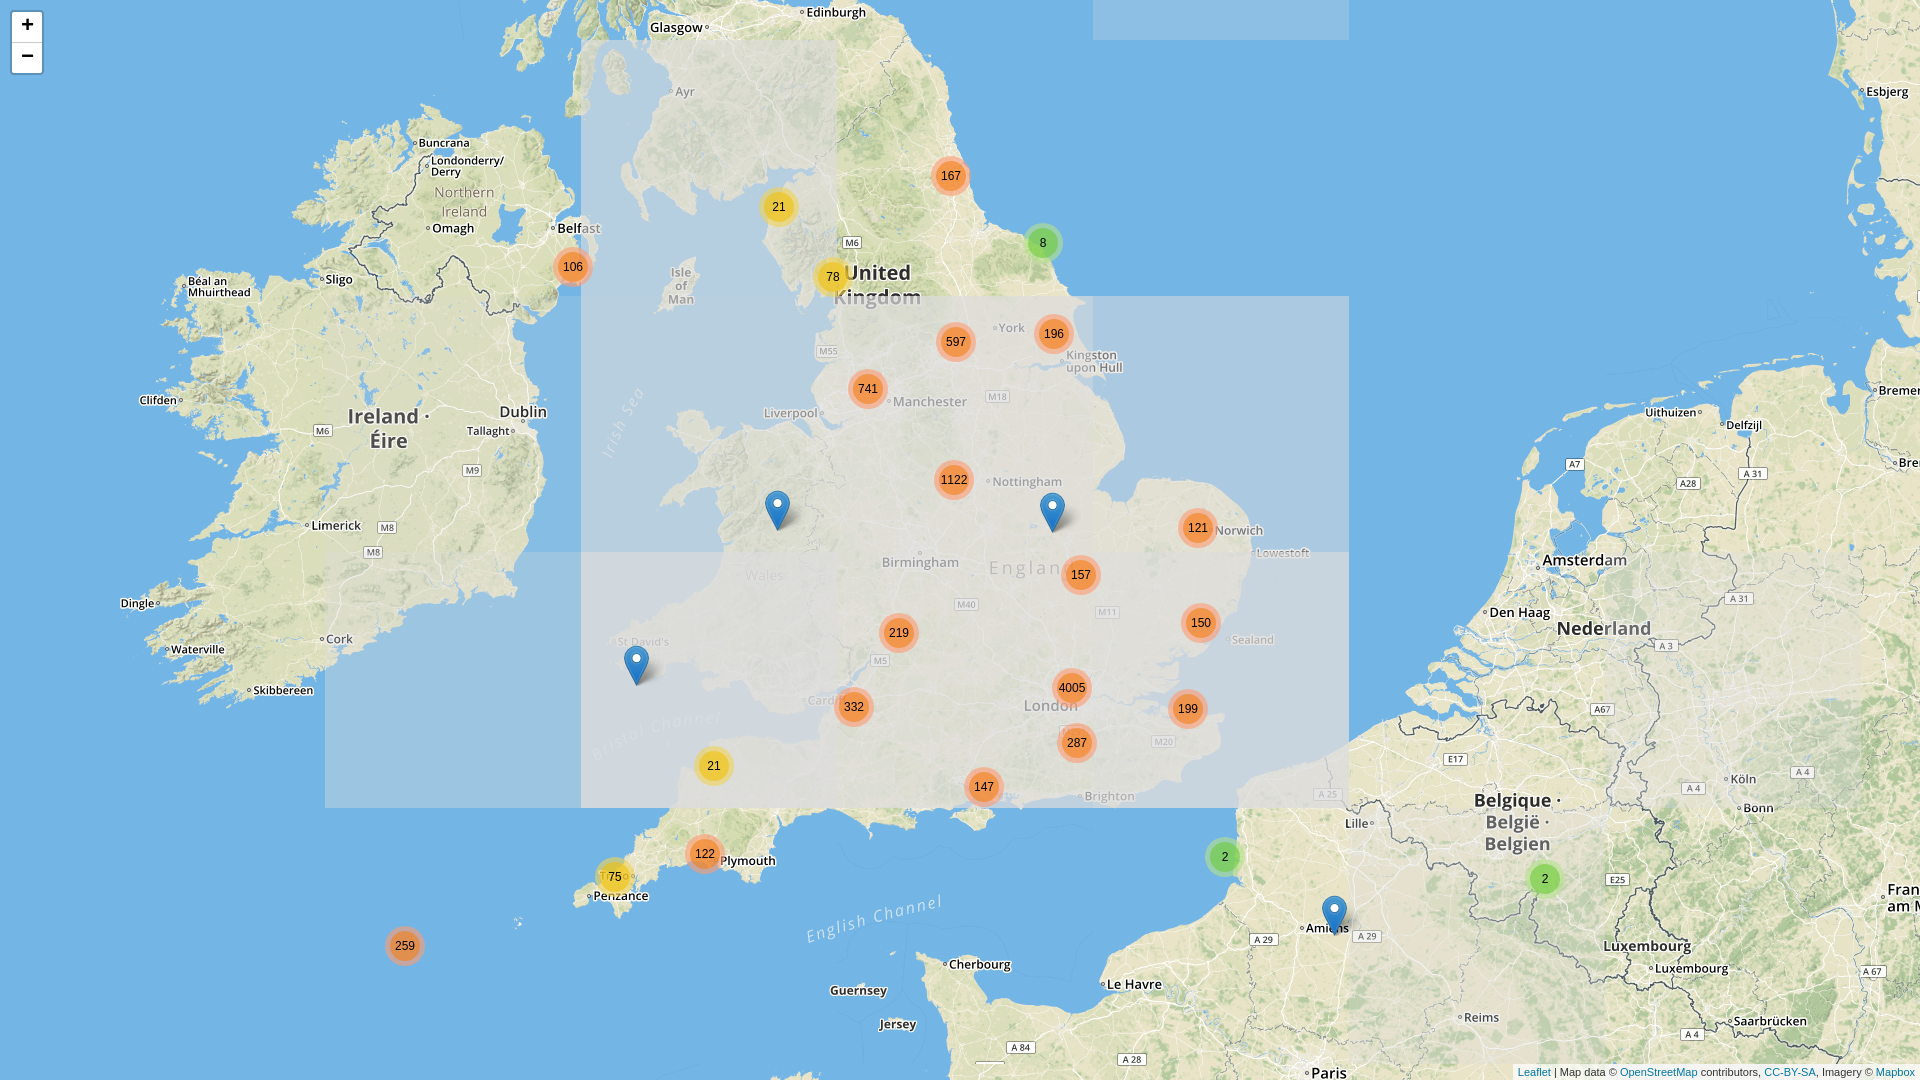 +
−
Edinburgh
Glasgow
Ayr
Esbjerg
Buncrana
Londonderry/
Derry
167
Northern
Ireland
21
Omagh
Belfast
M6
8
106
Isle
of
Man
78
United
Kingdom
Sligo
Béal an
Mhuirthead
York
196
597
M55
Kingston
upon Hull
741
Manchester
M18
Bremer
Clifden
Liverpool
Dublin
Uithuizen
Ireland ·
Éire
Irish Sea
Tallaght
M6
Delfzijl
A7
M9
A 31
A28
1122
Nottingham
Limerick
M8
121
Norwich
M8
Lowestoft
Birmingham
England
Wales
157
Amsterdam
Dingle
M40
M11
A 31
Den Haag
219
150
Nederland
Cork
St David's
Sealand
Waterville
M5
A 3
Skibbereen
4005
Cardiff
332
London
199
A67
Bristol Channel
287
M20
E17
21
A 4
Köln
147
Brighton
A 25
A 4
Bonn
Belgique ·
België ·
Belgien
Lille
122
Plymouth
2
75
Penzance
2
E25
English Channel
Amiens
A 29
A 29
259
Luxembourg
Cherbourg
Luxembourg
A 67
Guernsey
Le Havre
Jersey
Reims
Saarbrücken
A 4
A 84
A 28
Paris
Leaflet | Map data © OpenStreetMap contributors, CC-BY-SA, Imagery © Mapbox